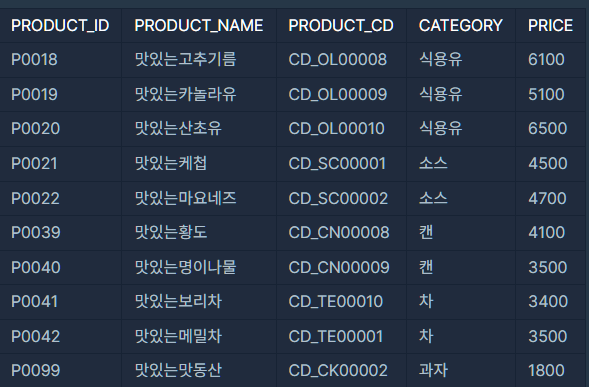 PRODUCT_ID PRODUCT_NAME PRODUCT_CD CATEGORY PRICE
P0018 맛있는고추기름 CD_OL00008 식용유 6100
P0019 맛있는카놀라유 CD_OL00009 식용유 5100
P0020 맛있는산초유 CD_OL00010 식용유 6500
P0021 맛있는케첩 CD_SC00001 소스 4500
P0022 맛있는마요네즈 CD_SC00002 소스 4700
P0039 맛있는황도 CD_CN00008 캔 4100
P0040 맛있는명이나물 CD_CN00009 캔 3500
P0041 맛있는보리차 CD_TE00010 차 3400
P0042 맛있는메밀차 CD_TE00001 차 3500
P0099 맛있는맛동산 CD_CK00002 과자 1800